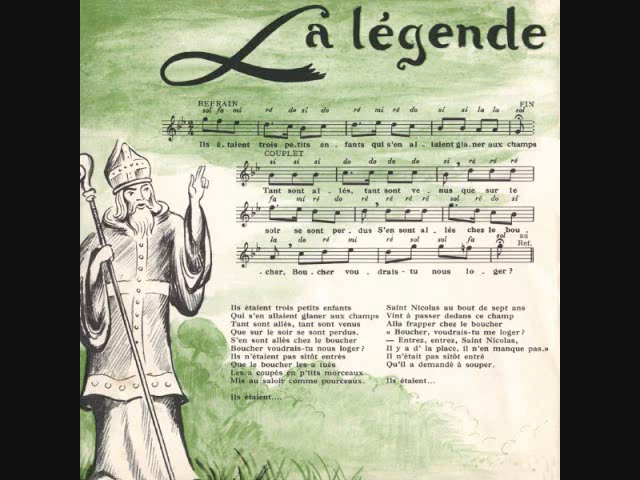 La légende
REFRAIN FIN
sol fa mi ré do si do ré mi ré do si si la la sol
Ils é.taient trois pe.tits en . fants qui s'en al . taient gla.ner aux champs
COUPLET
si si si do do do do si, ré ré ré
Tant sont al . lés, tant sont ve . nus que sur le
fa mi ré do ré ré ré sol ré do si
soir se sont per . dus S'en sont al . lés chez le bou .
la do ré mi ré sol fa sol au
Ref.
. cher, Bou . cher vou . drais - tu nous lo . ger ?
Ils étaient trois petits enfants
Qui s'en allaient glaner aux champs
Tant sont allés, tant sont venus
Que sur le soir se sont perdus.
S'en sont allés chez le boucher
Boucher voudrais-tu nous loger ?
Ils n'étaient pas sitôt entrés
Que le boucher les a tués
Les a coupés en p'tits morceaux
Mis au saloir comme pourceaux.
Ils étaient....
Saint Nicolas au bout de sept ans
Vint à passer dedans ce champ
Alla frapper chez le boucher
« Boucher, voudrais-tu me loger ?
— Entrez, entrez, Saint Nicolas,
Il y a d' la place, il n'en manque pas.»
Il n'était pas sitôt entré
Qu'il a demandé à souper.
Ils étaient...